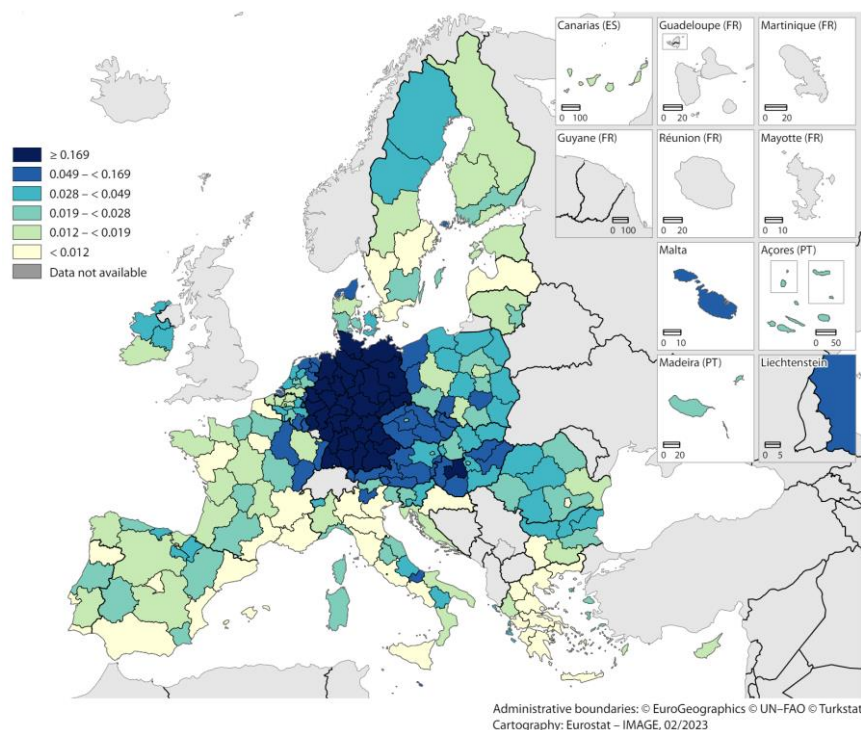 Canarias (ES)
0 100
Guadeloupe (FR)
0 20
Martinique (FR)
0 20
Guyane (FR)
0 100
Réunion (FR)
0 20
Mayotte (FR)
0 10
≥ 0.169
0.049 – < 0.169
0.028 – < 0.049
0.019 – < 0.028
0.012 – < 0.019
< 0.012
Data not available
Malta
0 10
Açores (PT)
0 50
Madeira (PT)
0 20
Liechtenstein
0 5
Administrative boundaries: © EuroGeographics © UN–FAO © Turkstat
Cartography: Eurostat – IMAGE, 02/2023